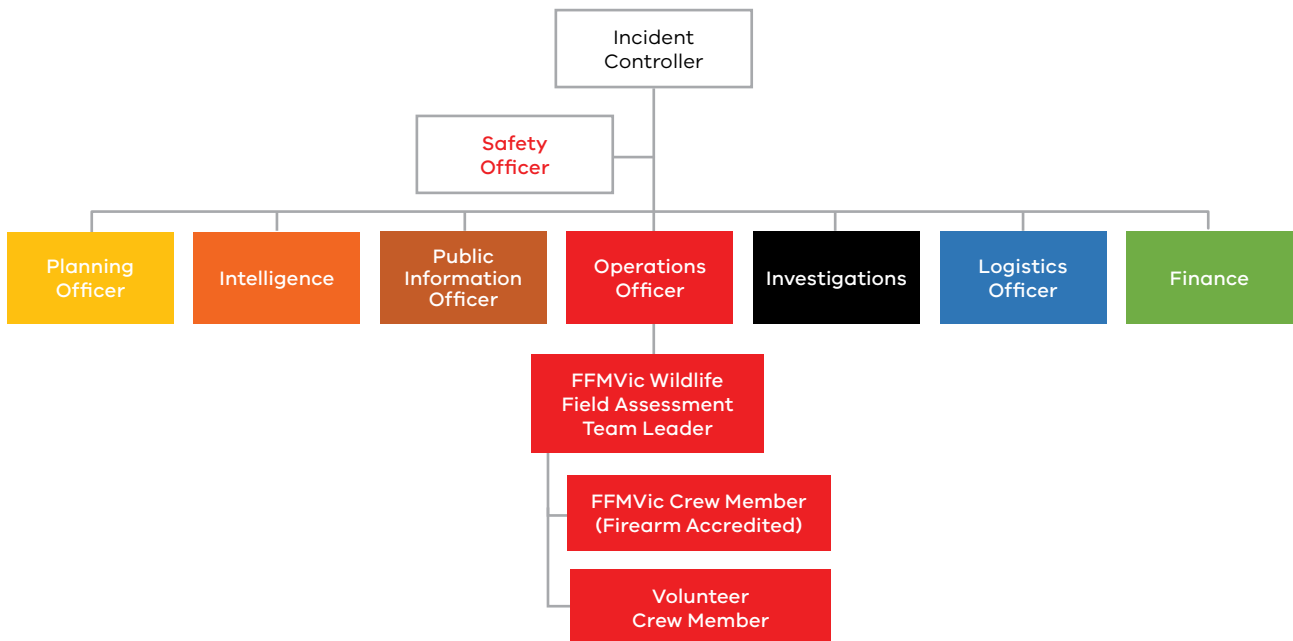 Incident
Controller
Safety
Officer
Planning
Officer
Intelligence
Public
Information
Officer
Operations
Officer
Investigations
Logistics
Officer
Finance
FFMVic Wildlife
Field Assessment
Team Leader
FFMVic Crew Member
(Firearm Accredited)
Volunteer
Crew Member